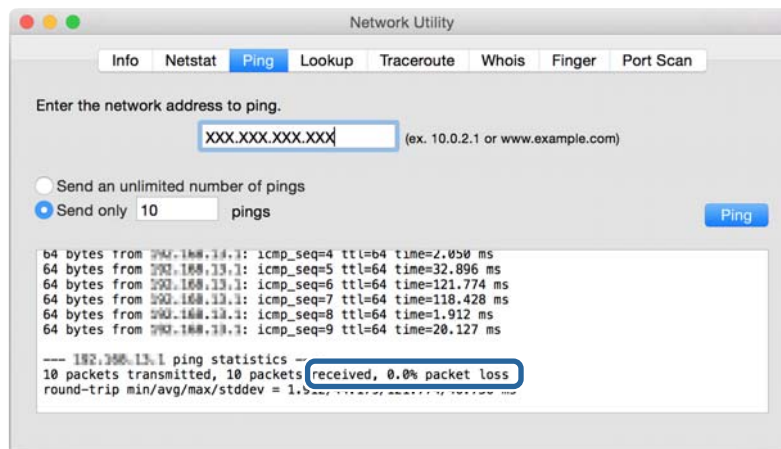 Network Utility
Info Netstat Ping Lookup Traceroute Whois Finger Port Scan
Enter the network address to ping.
XXX.XXX.XXX.XXX (ex. 10.0.2.1 or www.example.com)
Send an unlimited number of pings
Send only 10 pings
Ping
64 bytes from icmp_seq=4 ttl=64 time=2.050 ms
64 bytes from icmp_seq=5 ttl=64 time=32.896 ms
64 bytes from icmp_seq=6 ttl=64 time=121.774 ms
64 bytes from icmp_seq=7 ttl=64 time=118.428 ms
64 bytes from icmp_seq=8 ttl=64 time=1.912 ms
64 bytes from icmp_seq=9 ttl=64 time=20.127 ms
--- ping statistics
10 packets transmitted, 10 packets received, 0.0% packet loss
round-trip min/avg/max/stddev = ms